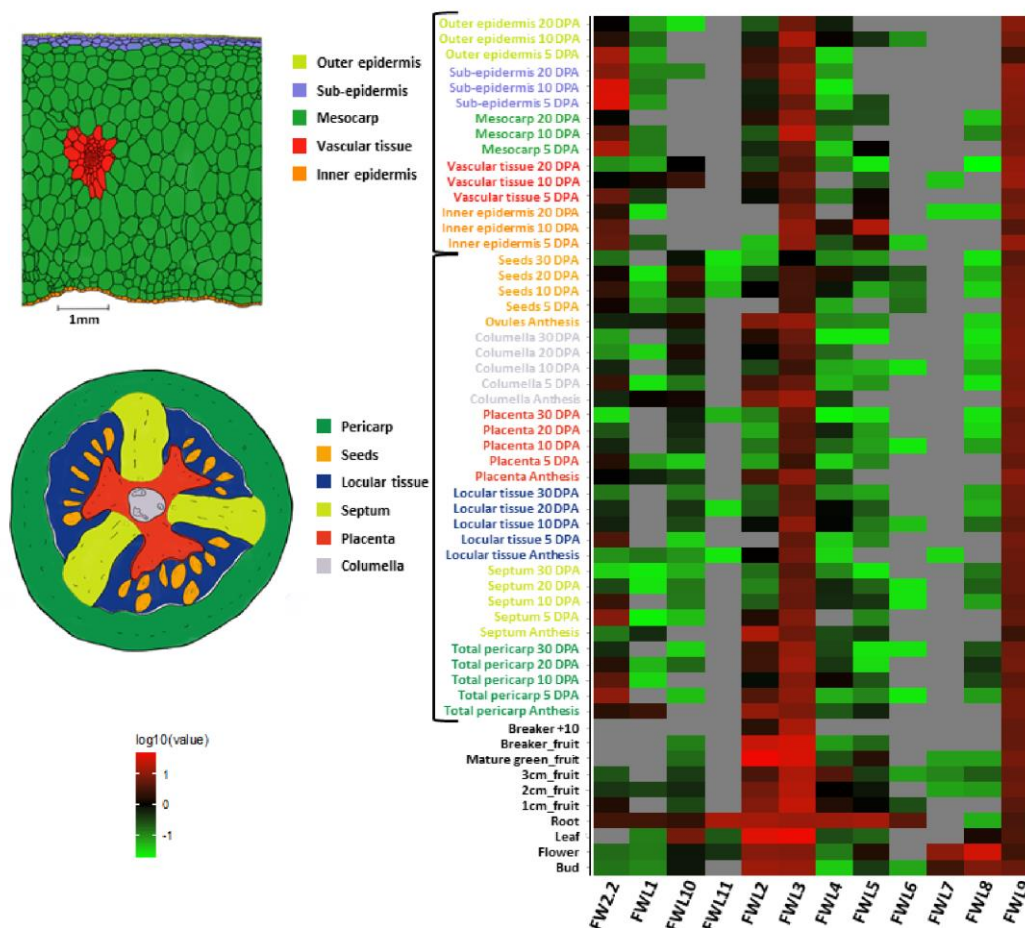 Outer epidermis
Sub-epidermis
Mesocarp
Vascular tissue
Inner epidermis
1mm
Pericarp
Seeds
Locular tissue
Septum
Placenta
Columella
log10(value)
1
0
-1
Outer epidermis 20 DPA
Outer epidermis 10 DPA
Outer epidermis 5 DPA
Sub-epidermis 20 DPA
Sub-epidermis 10 DPA
Sub-epidermis 5 DPA
Mesocarp 20 DPA
Mesocarp 10 DPA
Mesocarp 5 DPA
Vascular tissue 20 DPA
Vascular tissue 10 DPA
Vascular tissue 5 DPA
Inner epidermis 20 DPA
Inner epidermis 10 DPA
Inner epidermis 5 DPA
Seeds 30 DPA
Seeds 20 DPA
Seeds 10 DPA
Seeds 5 DPA
Ovules Anthesis
Columella 30 DPA
Columella 20 DPA
Columella 10 DPA
Columella 5 DPA
Columella Anthesis
Placenta 30 DPA
Placenta 20 DPA
Placenta 10 DPA
Placenta 5 DPA
Placenta Anthesis
Locular tissue 30 DPA
Locular tissue 20 DPA
Locular tissue 10 DPA
Locular tissue 5 DPA
Locular tissue Anthesis
Septum 30 DPA
Septum 20 DPA
Septum 10 DPA
Septum 5 DPA
Septum Anthesis
Total pericarp 30 DPA
Total pericarp 20 DPA
Total pericarp 10 DPA
Total pericarp 5 DPA
Total pericarp Anthesis
Breaker +10
Breaker_fruit
Mature green_fruit
3cm_fruit
2cm_fruit
1cm_fruit
Root
Leaf
Flower
Bud
FW2.2 FWL1 FWL10 FWL11 FWL2 FWL3 FWL4 FWL5 FWL6 FWL7 FWL8 FWL9